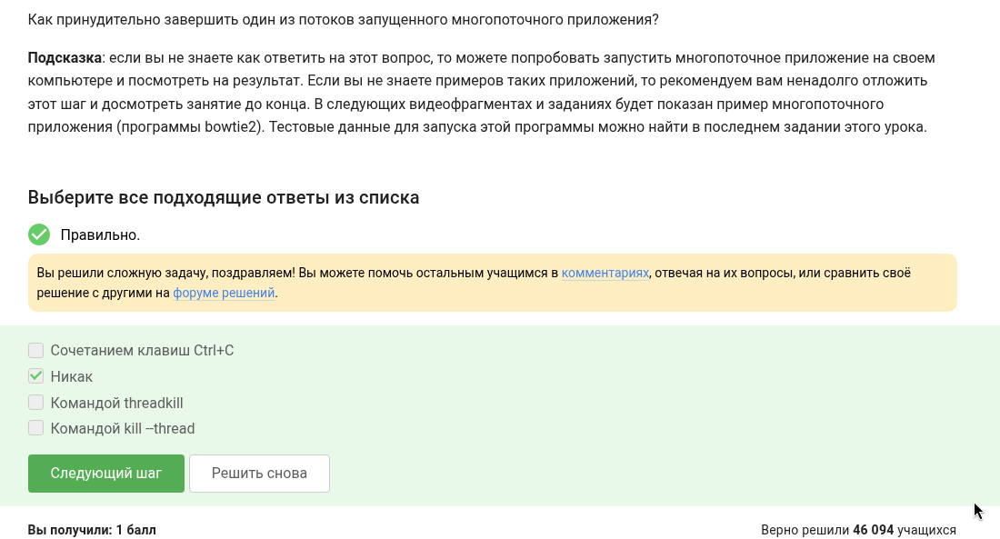 Как принудительно завершить один из потоков запущенного многопоточного приложения?
Подсказка: если вы не знаете как ответить на этот вопрос, то можете попробовать запустить многопоточное приложение на своем
компьютере и посмотреть на результат. Если вы не знаете примеров таких приложений, то рекомендуем вам ненадолго отложить
этот шаг и досмотреть занятие до конца. В следующих видеофрагментах и заданиях будет показан пример многопоточного
приложения (программы bowtie2). Тестовые данные для запуска этой программы можно найти в последнем задании этого урока.
Выберите все подходящие ответы из списка
Правильно.
Вы решили сложную задачу, поздравляем! Вы можете помочь остальным учащимся в комментариях, отвечая на их вопросы, или сравнить своё
решение с другими на форуме решений.
Сочетанием клавиш Ctrl+C
Никак
Командой threadkill
Командой kill --thread
Следующий шаг
Решить снова
Вы получили: 1 балл
Верно решили 46 094 учащихся